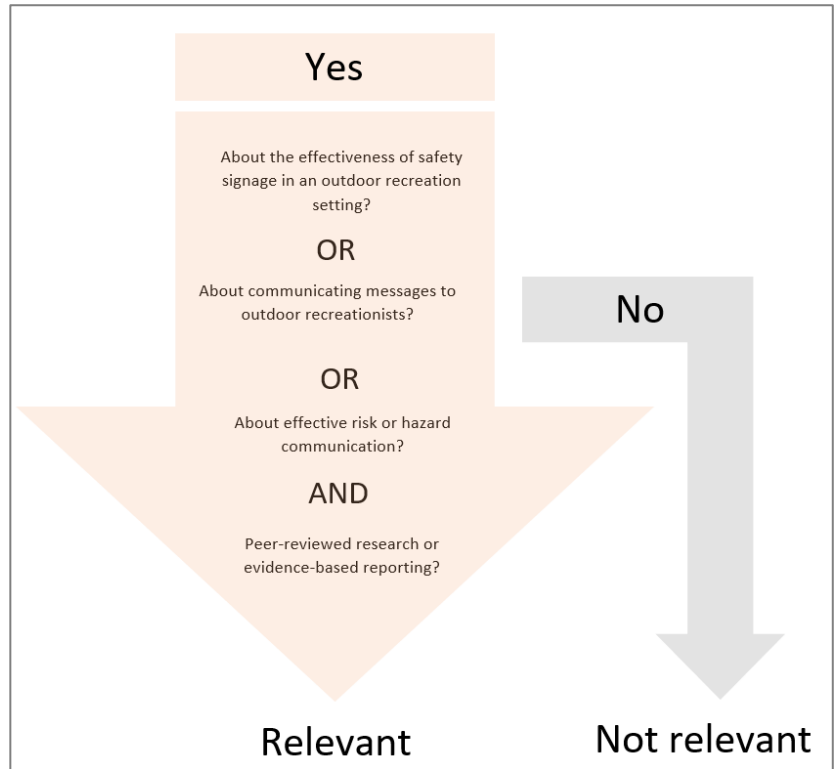 Yes
About the effectiveness of safety
signage in an outdoor recreation
setting?
OR
About communicating messages to
outdoor recreationists?
No
OR
About effective risk or hazard
communication?
AND
Peer-reviewed research or
evidence-based reporting?
Relevant
Not relevant